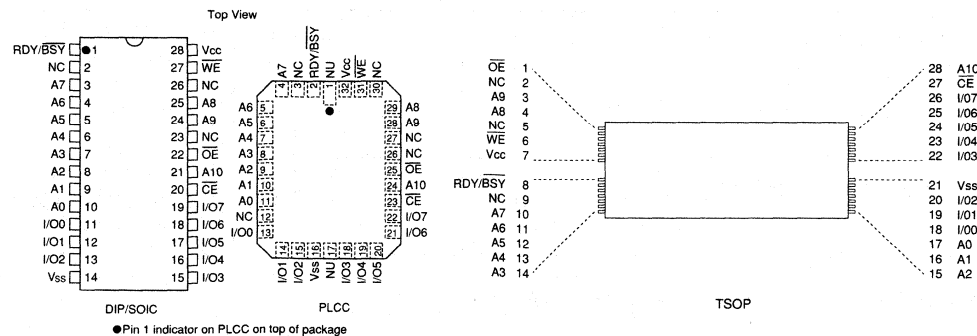 Top View
RDY/BSY 1 28 Vcc
NC 2 27 WE
A7 3 26 NC
A6 4 25 A8
A5 5 24 A9
A4 6 23 NC
A3 7 22 OE
A2 8 21 A10
A1 9 20 CE
A0 10 19 I/O7
I/O0 11 18 I/O6
I/O1 12 17 I/O5
I/O2 13 16 I/O4
Vss 14 15 I/O3
DIP/SOIC
A7 NC RDY/BSY NU Vcc WE NC
4 3 2 1 32 31 30
A6 5 29 A8
A5 6 28 A9
A4 7 27 NC
A3 8 26 NC
A2 9 25 OE
A1 10 24 A10
A0 11 23 CE
NC 12 22 I/O7
I/O0 13 21 I/O6
14 15 16 17 18 19 20
I/O1 I/O2 Vss NU I/O3 I/O4 I/O5
PLCC
●Pin 1 indicator on PLCC on top of package
OE 1 28 A10
NC 2 27 CE
A9 3 26 I/07
A8 4 25 I/06
NC 5 24 I/05
WE 6 23 I/04
Vcc 7 22 I/03
RDY/BSY 8 21 Vss
NC 9 20 I/02
A7 10 19 I/01
A6 11 18 I/00
A5 12 17 A0
A4 13 16 A1
A3 14 15 A2
TSOP